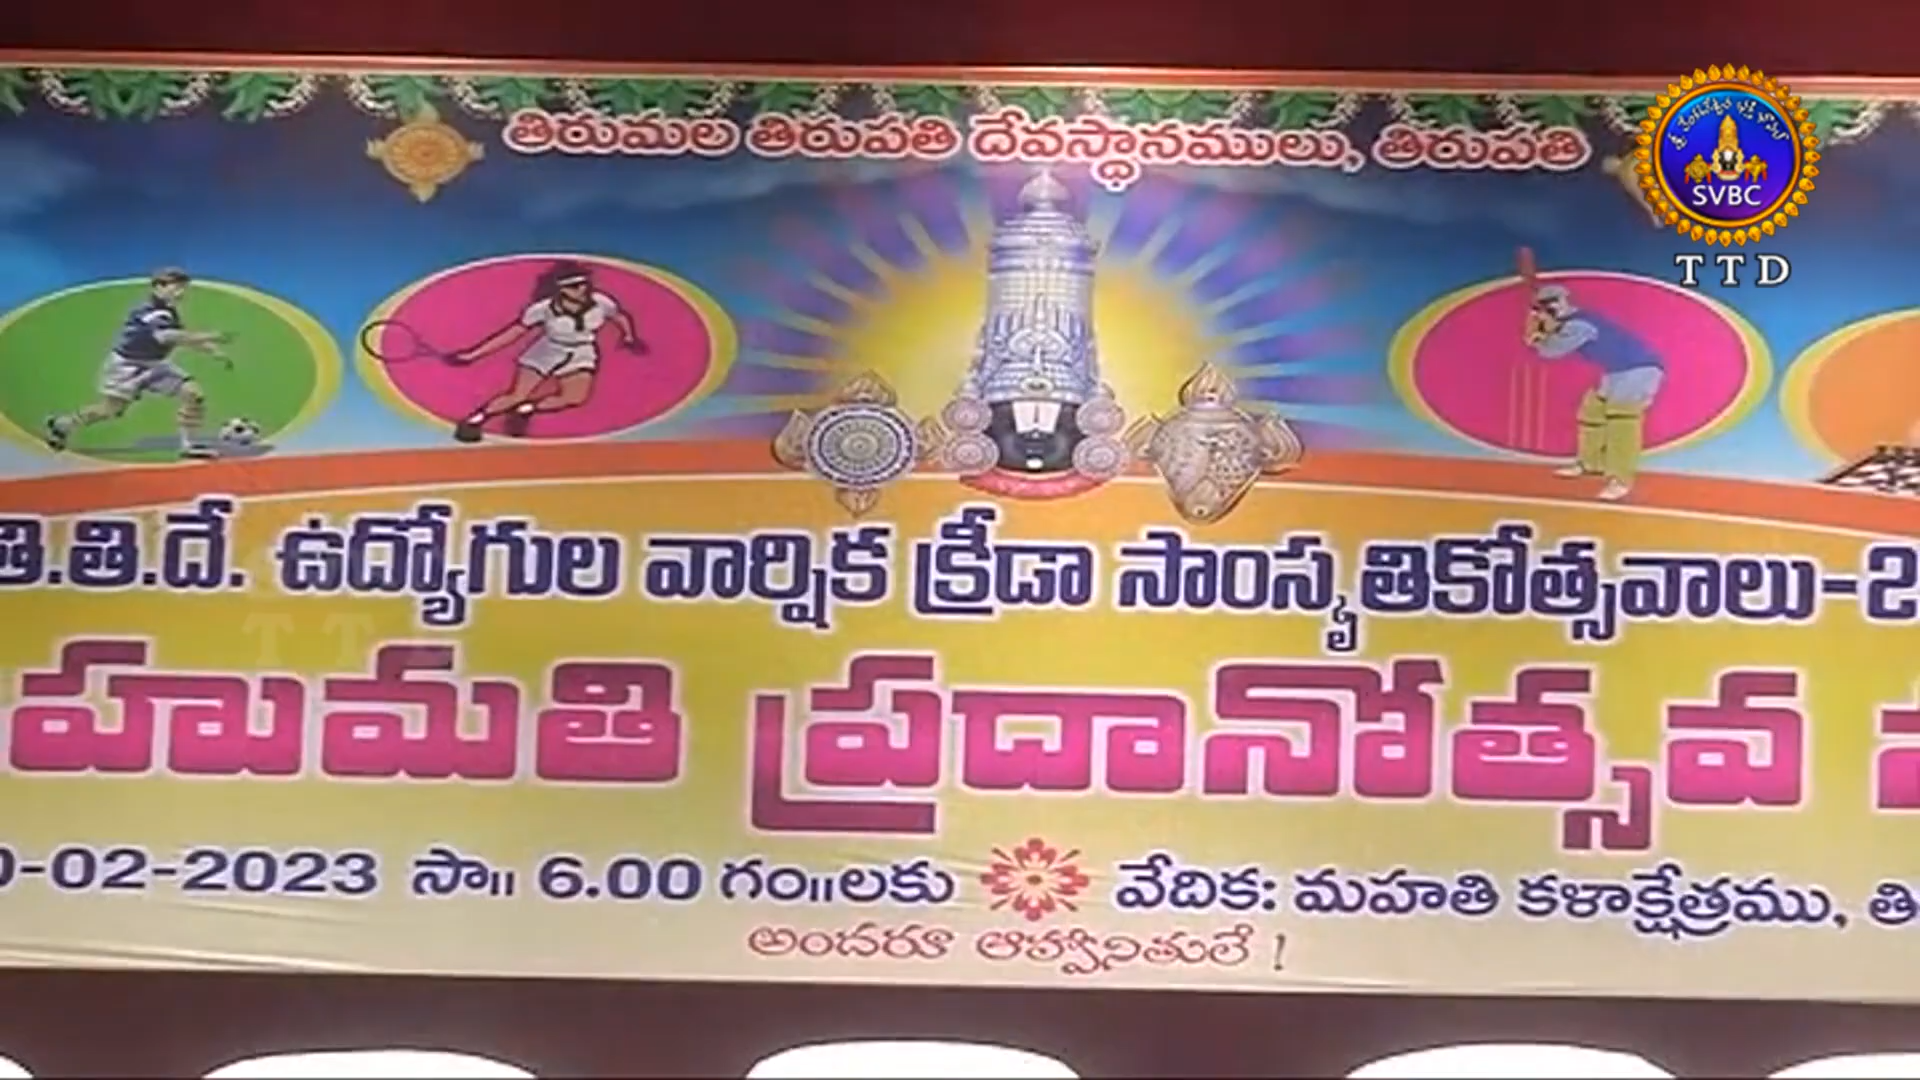 తిరుమల తిరుపతి దేవస్థానములు, తిరుపతి
SVBC
TTD
తి.తి.దే. ఉద్యోగుల వార్షిక క్రీడా సాంస్కృతికోత్సవాలు-2
హుమతి ప్రదానోత్సవ
0-02-2023 సా॥ 6.00 గం॥లకు వేదిక: మహతి కళాక్షేత్రము, తి
అందరూ ఆహ్వానితులే !